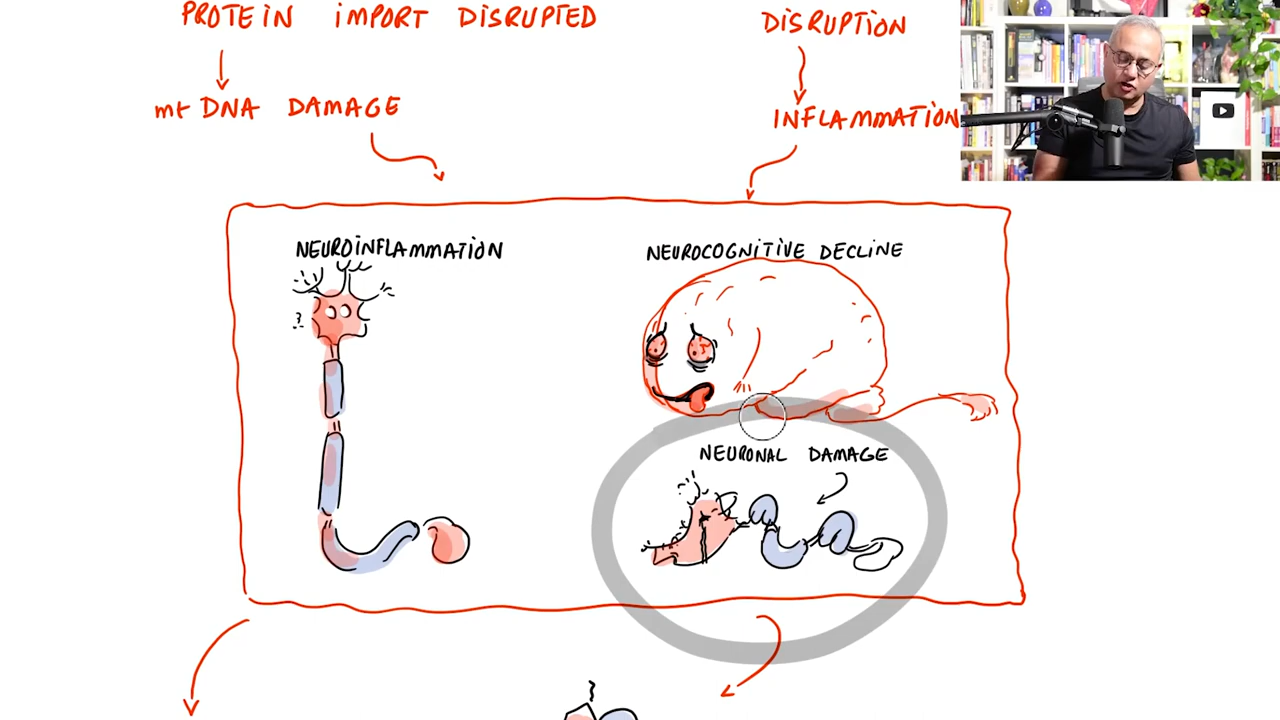 PROTEIN IMPORT DISRUPTED
DISRUPTION
mt DNA DAMAGE
INFLAMMATION
NEUROINFLAMMATION
NEUROCOGNITIVE DECLINE
?
NEURONAL DAMAGE
?